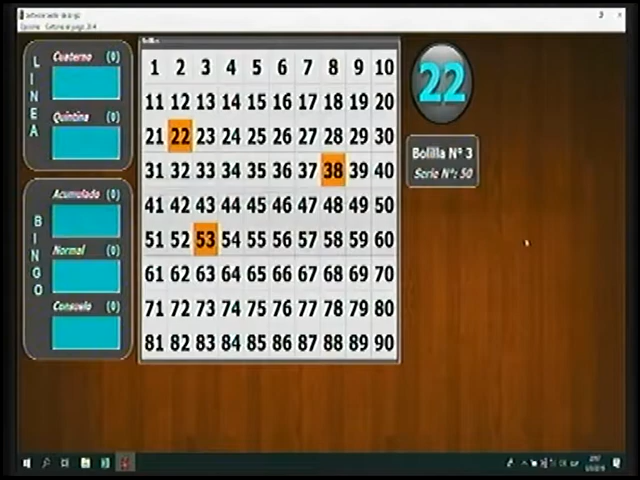 LINEA
Cuaterno (0)
Quintina (0)
BINGO
Acumulado (0)
Normal (0)
Consuelo (0)
1 2 3 4 5 6 7 8 9 10
11 12 13 14 15 16 17 18 19 20
21 22 23 24 25 26 27 28 29 30
31 32 33 34 35 36 37 38 39 40
41 42 43 44 45 46 47 48 49 50
51 52 53 54 55 56 57 58 59 60
61 62 63 64 65 66 67 68 69 70
71 72 73 74 75 76 77 78 79 80
81 82 83 84 85 86 87 88 89 90
22
Bolilla Nº 3
Serie Nº: 50